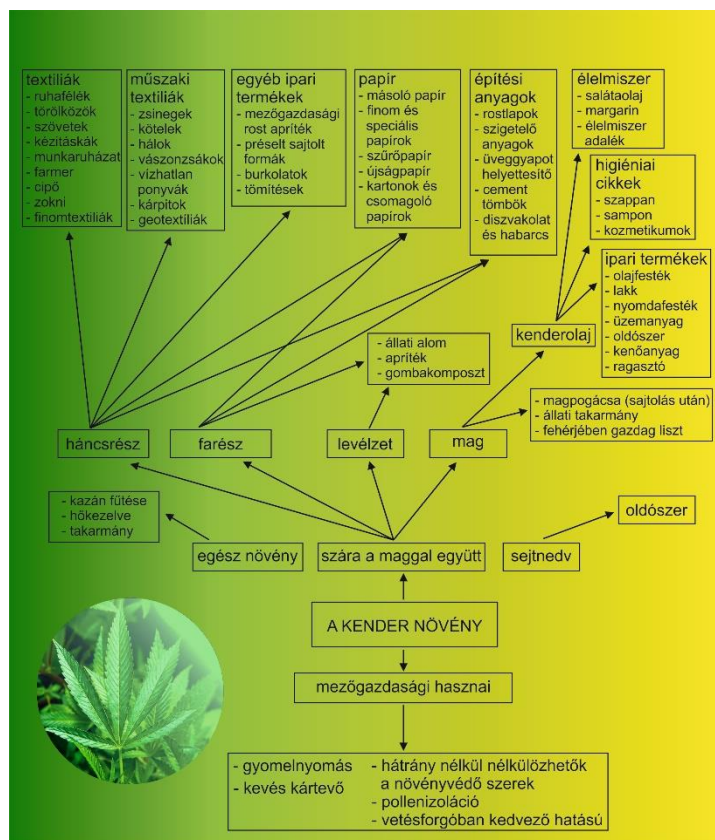 textiliák
- ruhafélék
- törölközök
- szövetek
- kézitáskák
- munkaruházat
- farmer
- cipő
- zokni
- finomtextiliák
műszaki
textiliák
- zsinegek
- kötelek
- hálok
- vászonzsákok
- vízhatlan
ponyvák
- kárpitok
- geotextiliák
egyéb ipari
termékek
- mezőgazdasági
rost apríték
- préselt sajtolt
formák
- burkolatok
- tömítések
papír
- másoló papír
- finom és
speciális
papírok
- szűrőpapír
- újságpapír
- kartonok és
csomagoló
papírok
építési
anyagok
- rostlapok
- szigetelő
anyagok
- üveggyapot
helyettesítő
- cement
tömbök
- diszvakolat
és habarcs
élelmiszer
- salátaolaj
- margarin
- élelmiszer
adalék
higiéniai
cikkek
- szappan
- sampon
- kozmetikumok
ipari termékek
- olajfesték
- lakk
- nyomdafesték
- üzemanyag
- oldószer
- kenőanyag
- ragasztó
kenderolaj
- állati alom
- apríték
- gombakomposzt
- magpogácsa (sajtolás után)
- állati takarmány
- fehérjében gazdag liszt
háncsrész
farész
levélzet
mag
- kazán fűtése
- hőkezelve
- takarmány
oldószer
egész növény
szára a maggal együtt
sejtnedv
A KENDER NÖVÉNY
mezőgazdasági hasznai
- gyomelnyomás
- kevés kártevő
- hátrány nélkül nélkülözhetők
a növényvédő szerek
- pollenizoláció
- vetésforgóban kedvező hatású